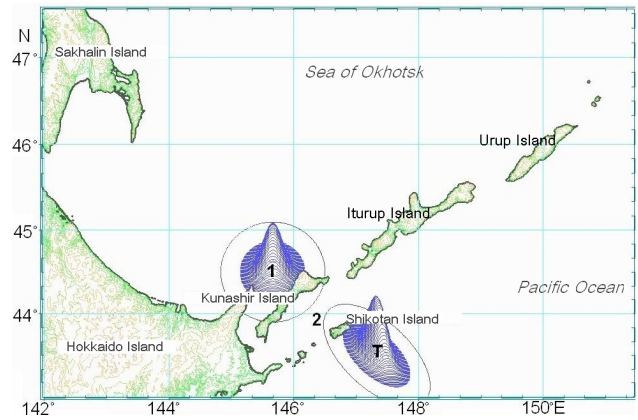 N
Sakhalin Island
47°
Sea of Okhotsk
46°
Urup Island
Iturup Island
45°
1
Pacific Ocean
Kunashir Island
44°
2
Shikotan Island
Hokkaido Island
T
142°
144°
146°
148°
150°E